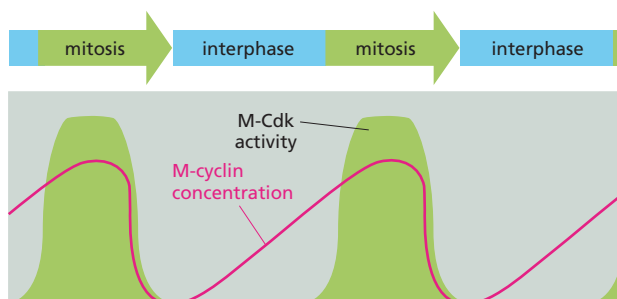 mitosis
interphase
mitosis
interphase
M-Cdk
activity
M-cyclin
concentration